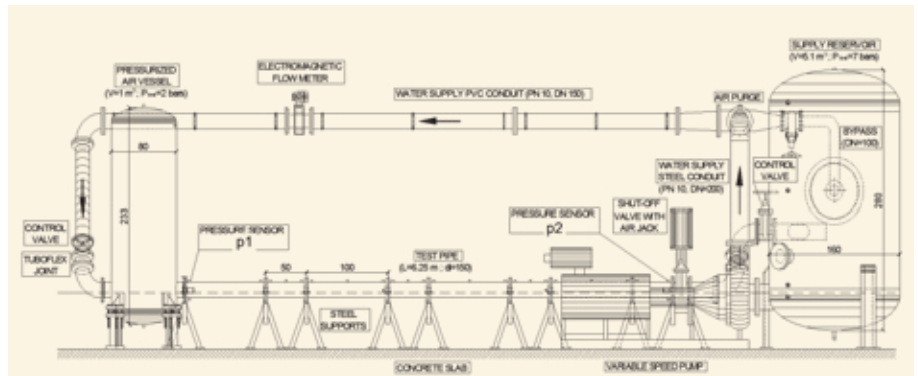 SUPPLY RESERVOIR
(V=6.1 m³, Pmax=7 bars)
ELECTROMAGNETIC
FLOW METER
PRESSURIZED
AIR VESSEL
(V=1 m³, Pmax=2 bars)
WATER SUPPLY PVC CONDUIT (PN 10, DN 150)
AIR PURGE
BYPASS
(DN=100)
80
WATER SUPPLY
STEEL CONDUIT
(PN 10, DN=200)
CONTROL
VALVE
233
280
SHUT-OFF
VALVE WITH
AIR JACK
PRESSURE SENSOR
p2
CONTROL
VALVE
TUBOFLEX
JOINT
PRESSURE SENSOR
p1
TEST PIPE
(L=6.25 m ; di=150)
50
100
160
STEEL
SUPPORTS
CONCRETE SLAB
VARIABLE SPEED PUMP